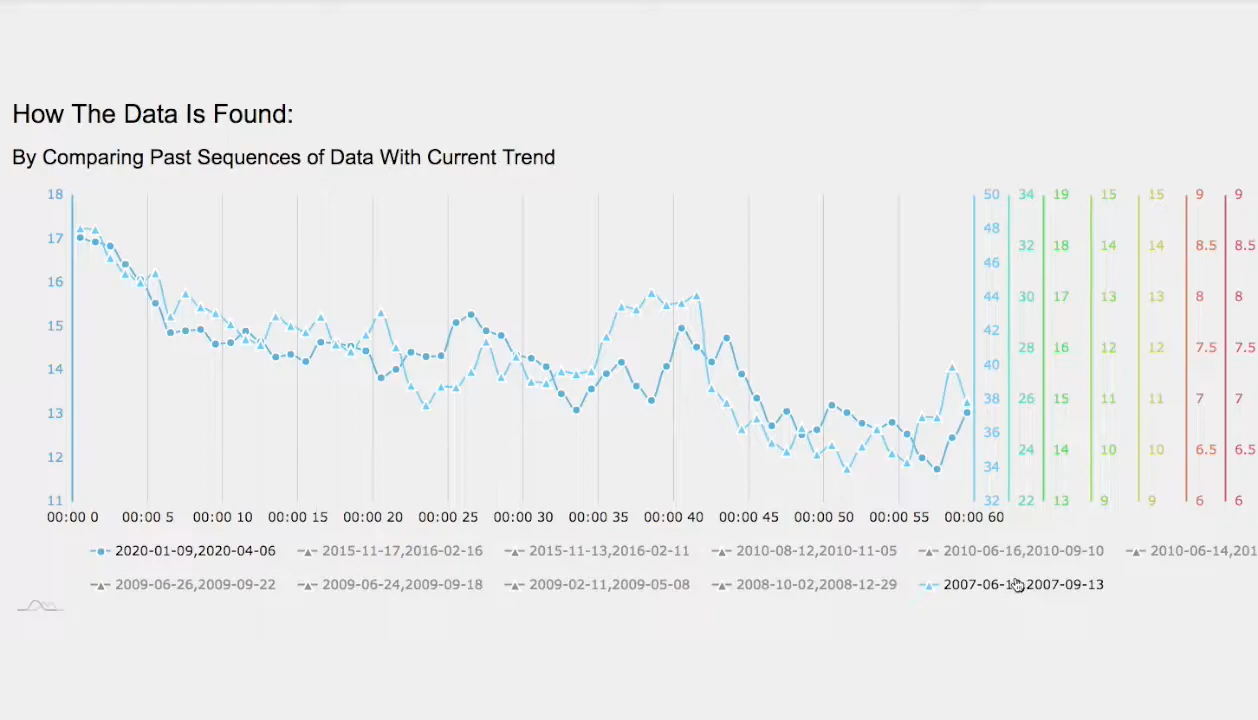 How The Data Is Found:
By Comparing Past Sequences of Data With Current Trend
18 50 34 19 15 15 9 9
17 48 32 18 14 14 8.5 8.5
16 46 30 17 13 13 8 8
15 44 28 16 12 12 7.5 7.5
14 42 26 15 11 11 7 7
13 40 24 14 10 10 6.5 6.5
12 38 22 13 9 9 6 6
11 36
34
32
00:00 0 00:00 5 00:00 10 00:00 15 00:00 20 00:00 25 00:00 30 00:00 35 00:00 40 00:00 45 00:00 50 00:00 55 00:00 60
2020-01-09,2020-04-06 2015-11-17,2016-02-16 2015-11-13,2016-02-11 2010-08-12,2010-11-05 2010-06-16,2010-09-10 2010-06-14,201
2009-06-26,2009-09-22 2009-06-24,2009-09-18 2009-02-11,2009-05-08 2008-10-02,2008-12-29 2007-06-1 2007-09-13